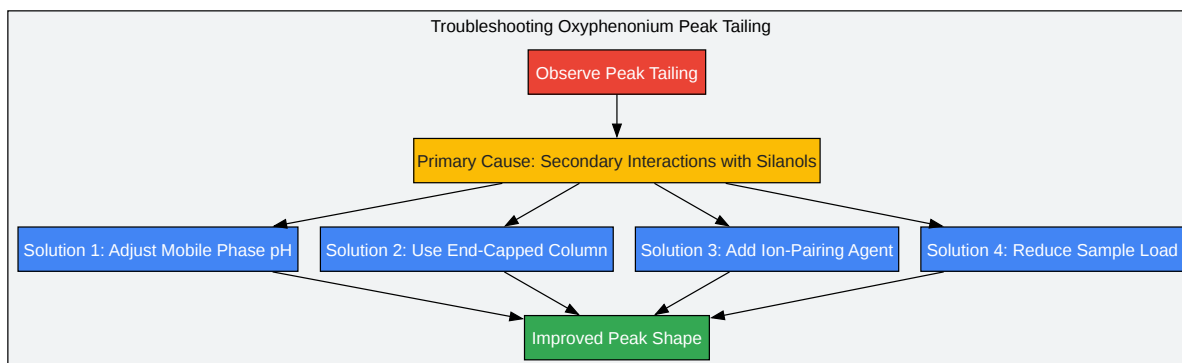 Troubleshooting Oxyphenonium Peak Tailing
Observe Peak Tailing
Primary Cause: Secondary Interactions with Silanols
Solution 1: Adjust Mobile Phase pH
Solution 2: Use End-Capped Column
Solution 3: Add Ion-Pairing Agent
Solution 4: Reduce Sample Load
Improved Peak Shape